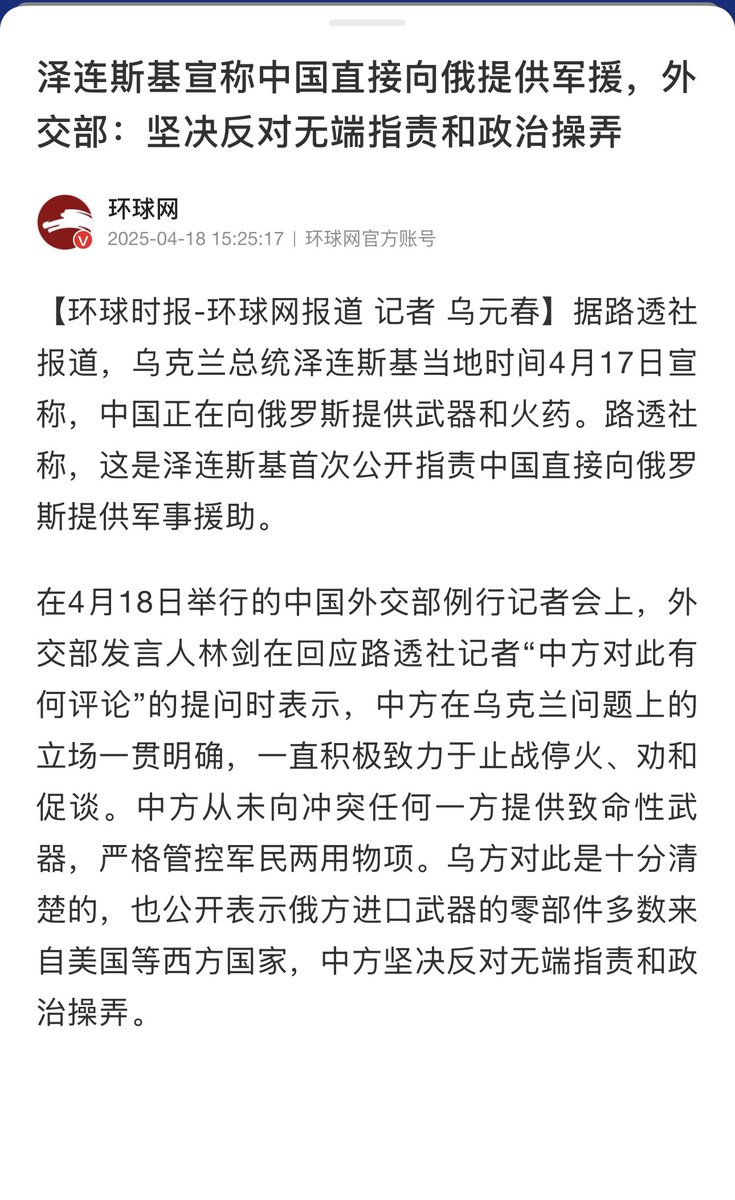 泽连斯基宣称中国直接向俄提供军援，外
交部：坚决反对无端指责和政治操弄
环球网
2025-04-18 15:25:17 | 环球网官方账号
【环球时报-环球网报道 记者 乌元春】据路透社
报道，乌克兰总统泽连斯基当地时间4月17日宣
称，中国正在向俄罗斯提供武器和火药。路透社
称，这是泽连斯基首次公开指责中国直接向俄罗
斯提供军事援助。
在4月18日举行的中国外交部例行记者会上，外
交部发言人林剑在回应路透社记者“中方对此有
何评论”的提问时表示，中方在乌克兰问题上的
立场一贯明确，一直积极致力于止战停火、劝和
促谈。中方从未向冲突任何一方提供致命性武
器，严格管控军民两用物项。乌方对此是十分清
楚的，也公开表示俄方进口武器的零部件多数来
自美国等西方国家，中方坚决反对无端指责和政
治操弄。